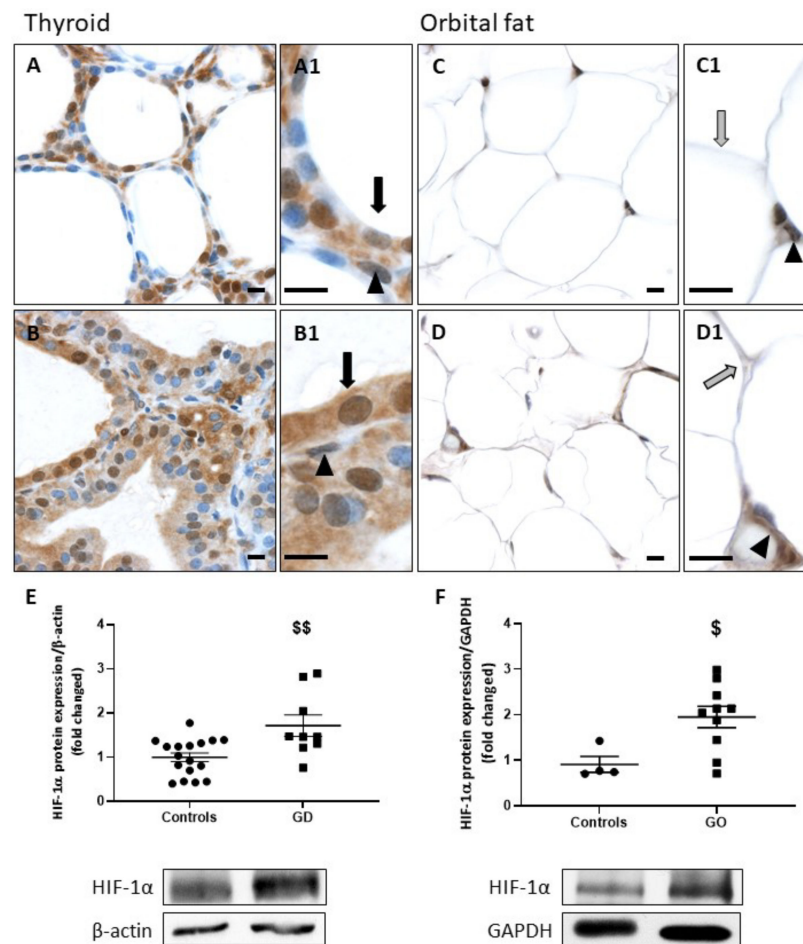 Thyroid
Orbital fat
A
A1
C
C1
B
B1
D
D1
E
HIF-1α protein expression/β-actin
(fold changed)
4
3
2
1
0
$$
Controls
GD
F
HIF-1α protein expression/GAPDH
(fold changed)
4
3
2
1
0
$
Controls
GO
HIF-1α
β-actin
HIF-1α
GAPDH